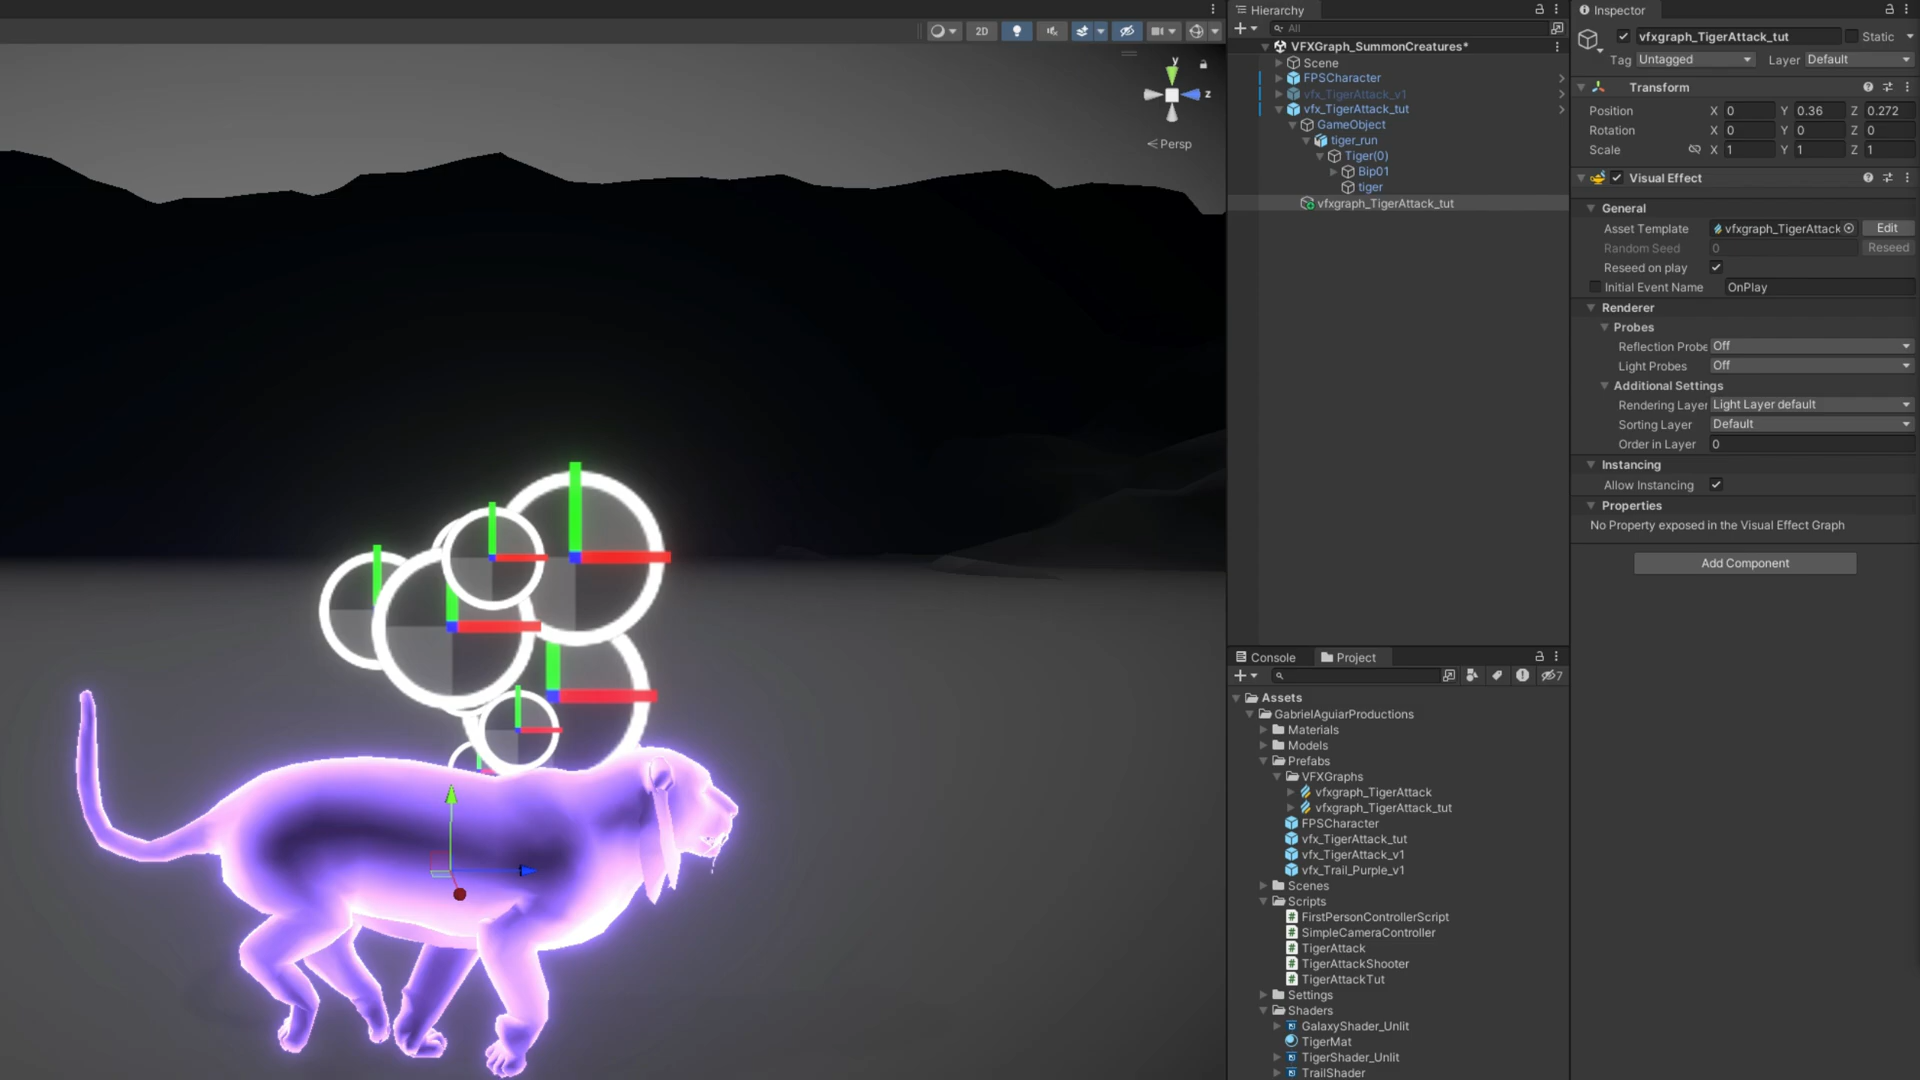 2D
y
z
Persp
Hierarchy
All
VFXGraph_SummonCreatures*
Scene
FPSCharacter
vfx_TigerAttack_v1
vfx_TigerAttack_tut
GameObject
tiger_run
Tiger(0)
Bip01
tiger
vfxgraph_TigerAttack_tut
Console
Project
7
Assets
GabrielAguiarProductions
Materials
Models
Prefabs
VFXGraphs
vfxgraph_TigerAttack
vfxgraph_TigerAttack_tut
FPSCharacter
vfx_TigerAttack_tut
vfx_TigerAttack_v1
vfx_Trail_Purple_v1
Scenes
Scripts
FirstPersonControllerScript
SimpleCameraController
TigerAttack
TigerAttackShooter
TigerAttackTut
Settings
Shaders
GalaxyShader_Unlit
TigerMat
TigerShader_Unlit
TrailShader
Inspector
vfxgraph_TigerAttack_tut Static
Tag Untagged Layer Default
Transform
Position X 0 Y 0.36 Z 0.272
Rotation X 0 Y 0 Z 0
Scale X 1 Y 1 Z 1
Visual Effect
General
Asset Template vfxgraph_TigerAttack Edit
Random Seed 0 Reseed
Reseed on play
Initial Event Name OnPlay
Renderer
Probes
Reflection Probe Off
Light Probes Off
Additional Settings
Rendering Layer Light Layer default
Sorting Layer Default
Order in Layer 0
Instancing
Allow Instancing
Properties
No Property exposed in the Visual Effect Graph
Add Component